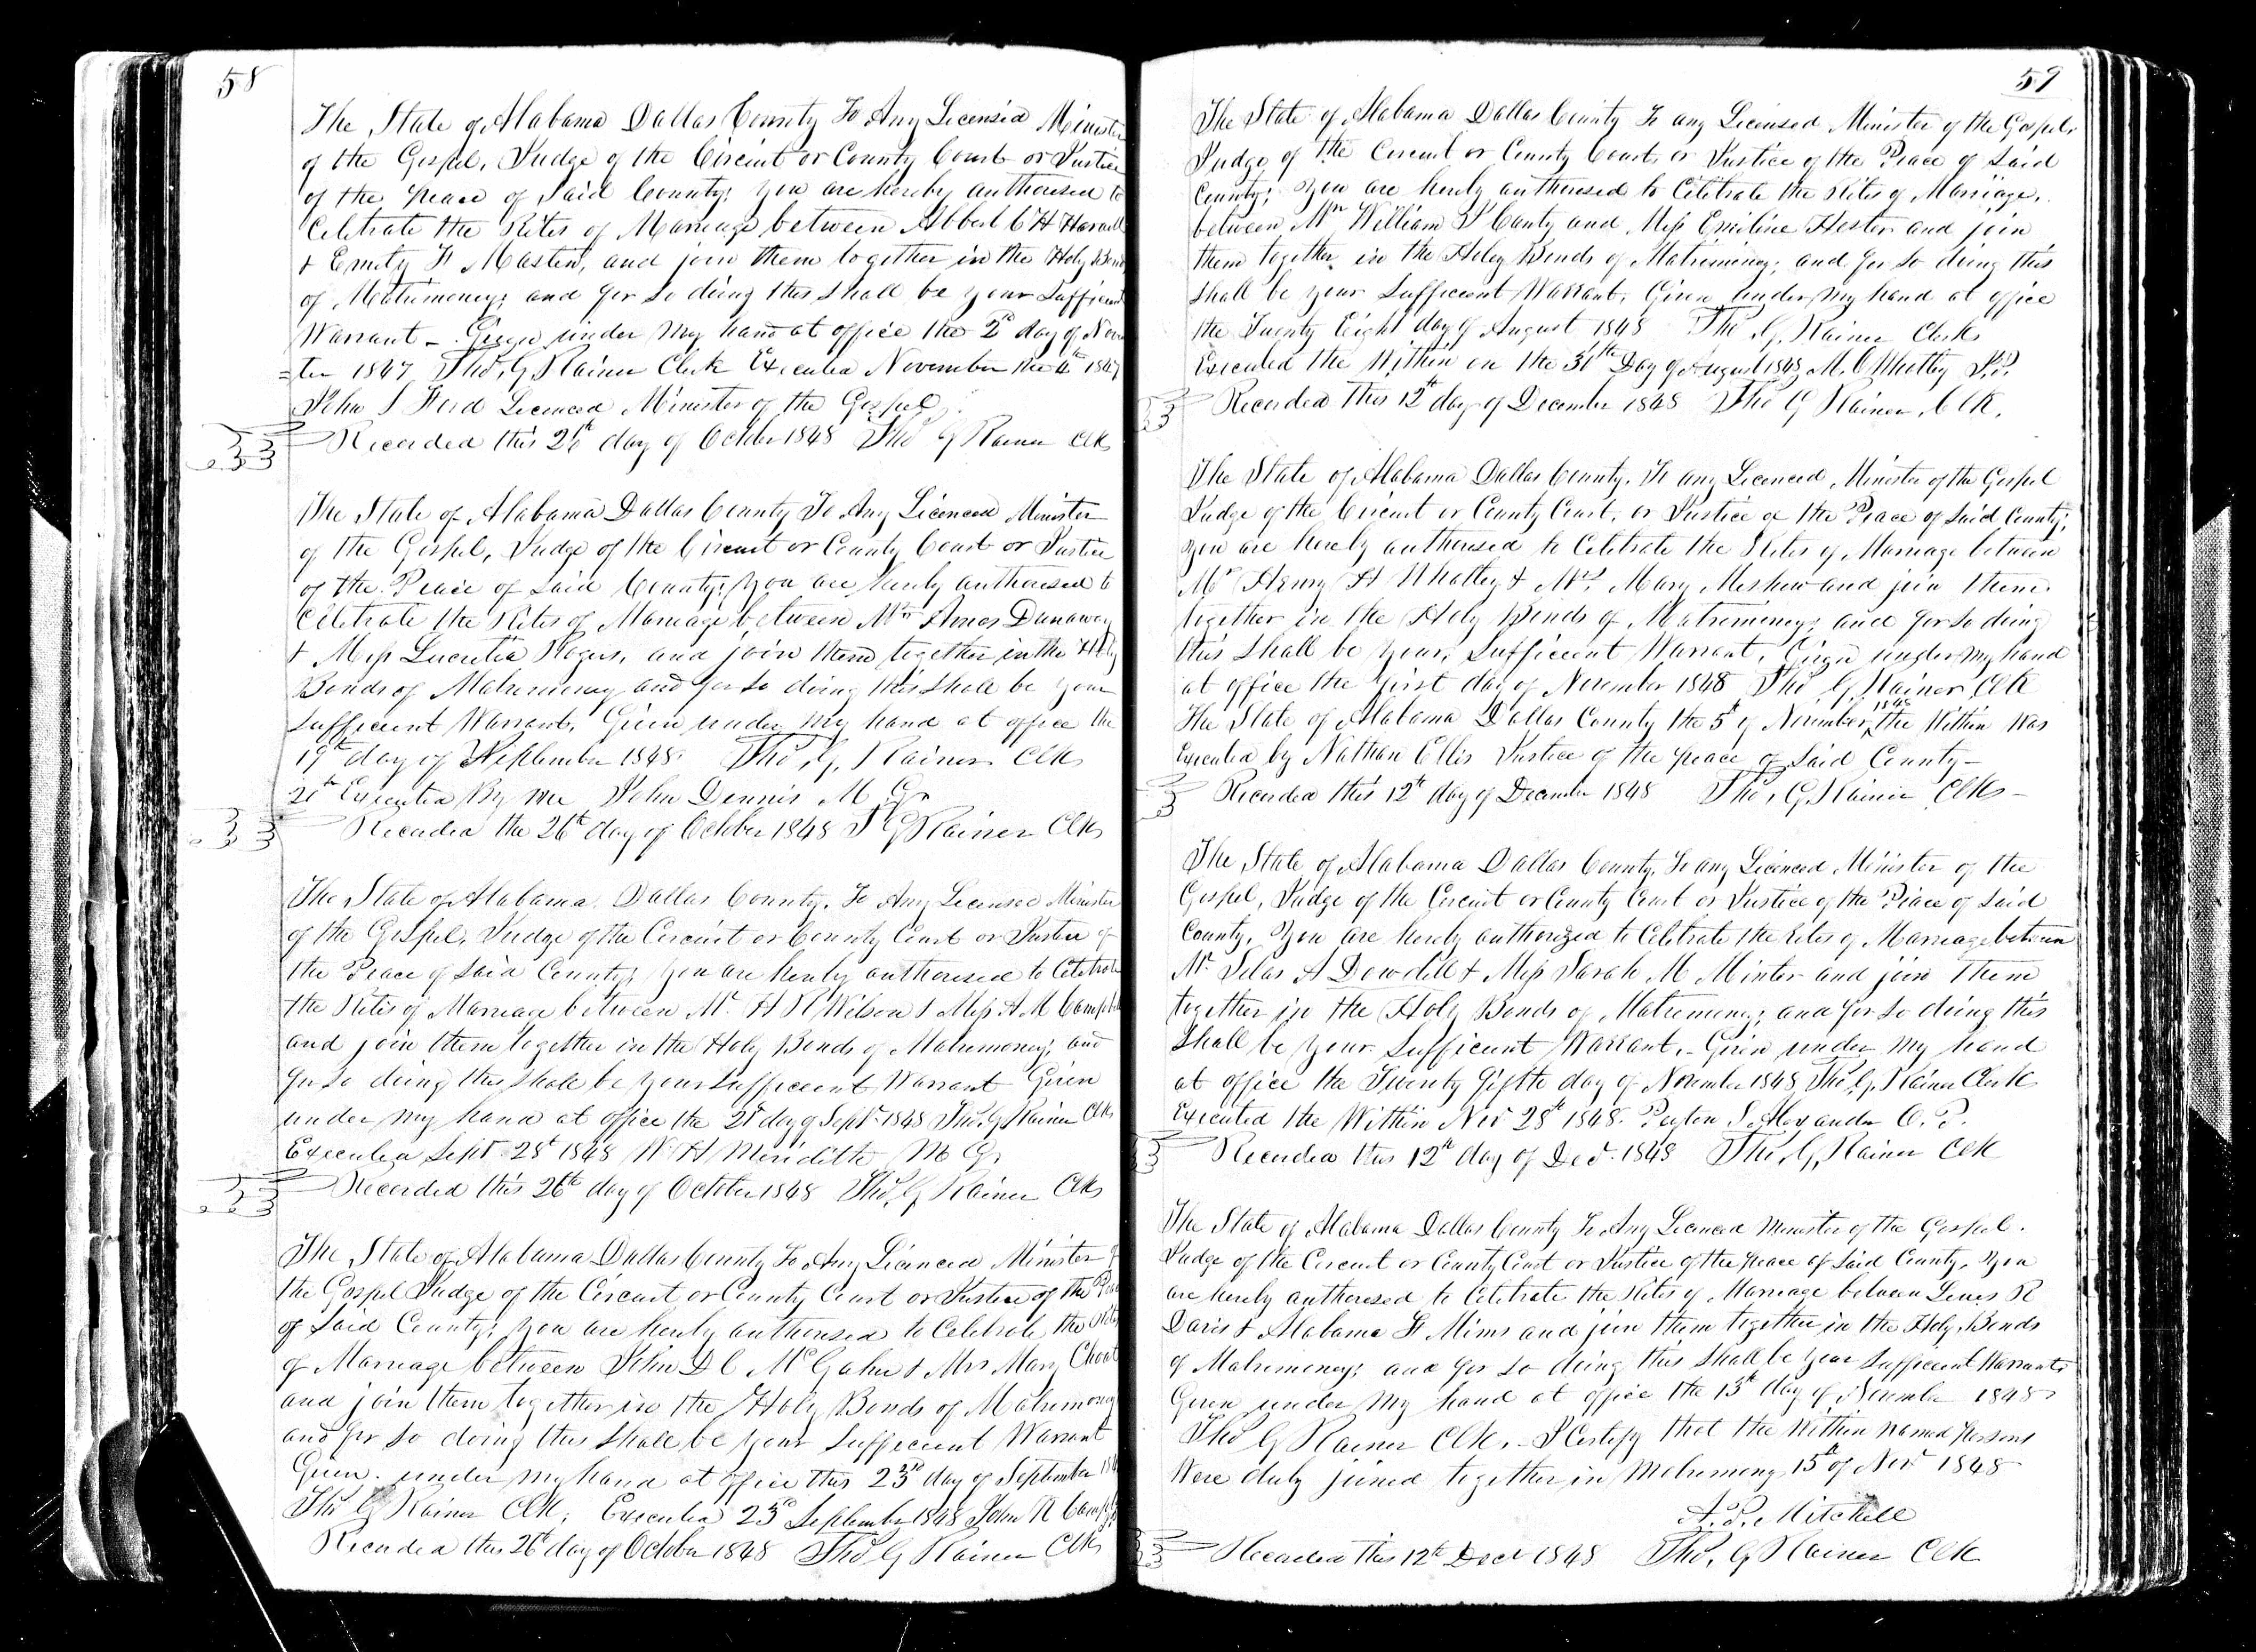 58
The State of Alabama Dallas County To Any Licensed Minister
of the Gospel, Judge of the Circuit or County Court or Justice
of the peace of Said County; you are hereby authorised to
Celebrate the Rites of Marriage between Abbert C H
& Emily F Mastin, and join them together in the Holy Bonds
of Matrimony; and for so doing this shall be your Sufficient
Warrant – Given under my hand at office the 2d day of Novem
=ber 1847 Tho. G Rainer Clerk Executed November the 4th 1847
John J Ford Licenced Minister of the Gospel
Recorded this 26th day of October 1848 Tho G Rainer Clk
The State of Alabama Dallas County To Any Licenced Minister
of the Gospel, Judge of the Circuit or County Court or Justice
of the Peace of Said County; you are hereby authorised to
Celebrate the Rites of Marriage between Mr Amos Dunaway
& Miss Lucretia Rogers, and join them together in the Holy
Bonds of Matrimony and for so doing this shall be your
sufficient Warrant, Given under my hand at office the
19th day of September 1848. Tho. G. Rainer Clk
20th Executed By me John Dennis M. G.
Recorded the 26th day of October 1848 T G Rainer Clk
The State of Alabama. Dallas County, To Any Licensed Minister
of the Gospel, Judge of the Circuit or County Court or Justice of
the Peace of Said County; you are hereby authorised to Celebrate
the Rites of Marriage between Mr. H R Wilson & Miss A M Campbell
and join them together in the Holy Bonds of Matrimony; and
for so doing this shall be your sufficient Warrant Given
under my hand at office the 21st day of Sept. 1848 Tho. G Rainer Clk
Executed Sept 28th 1848 W H Meridith M G.
Recorded this 26th day of October 1848 Tho. G Rainer Clk
The State of Alabama Dallas County To Any Licenced Minister of
the Gospel Judge of the Circuit or County Court or Justice of the Peace
of Said County; you are hereby authorised to Celebrate the Rites
of Marriage between John D C McGahn & Mrs Mary Choat
and join them together in the Holy Bonds of Matrimony
and for so doing this shall be your sufficient Warrant
Given under my hand at office this 23rd day of September 1848
Tho G Rainer Clk, Executed 23rd September 1848 John R
Recorded this 26th day of October 1848 Tho G Rainer Clk
59
The State of Alabama Dallas County To any Licensed Minister of the Gospel,
Judge of the Circuit or County Court, or Justice of the Peace of Said
County; you are hereby authorised to Celebrate the Rites of Marriage,
between Mr William J Canty and Miss Emiline Hester and join
them together in the Holy Bonds of Matrimony; and for so doing this
shall be your Sufficient Warrant, Given under my hand at office
the Twenty Eight day of August 1848 Tho. G, Rainer Clerk
Executed the Within on the 31th Day of August 1848 M. O Whatley J.P.
Recorded this 12th day of December 1848 Tho G Rainer, Clk.
The State of Alabama Dallas County. To any Licenced, Minister of the Gospel
Judge of the Circuit or County Court, or Justice of the Peace of Said County;
you are hereby authorised to Celebrate the Rites of Marriage between
Mr Henry H Whatley & Mrs. Mary Meshew and join them
together in the Holy Bonds of Matrimony; and for so doing
this shall be your, Sufficient Warrant, Given under my hand
at office the first day of November 1848 Tho G, Rainer Clk
The State of Alabama Dallas County the 5th of November, 1848 the Within was
Executed by Nathan Ellis Justice of the peace of Said County –
Recorded this 12th day of December 1848 Tho, G, Rainer Clk –
The State of Alabama Dallas County, To any Licenced Minister of the
Gospel, Judge of the Circuit or County Court or Justice of the Peace of Said
County, you are hereby authorized to Celebrate the Rites of Marriage between
Mr. Silas A Dowdell & Miss Sarah M Minter and join them
together in the Holy Bonds of Matrimony; and for so doing this
Shall be your Sufficient Warrant, – Given under my hand
at office the Twenty fifth day of November 1848 Tho. G, Rainer Clerk
Executed the Within Nov 28th 1848. Peyton S. Alexander O. P.
Recorded this 12th day of Dec. 1848 Tho, G, Rainer Clk
The State of Alabama Dallas County To Any Licenced Minister of the Gospel.
Judge of the Circuit or County Court or Justice of the peace of Said County, you
are hereby authorised to Celebrate the Rites of Marriage between Lewis R
Davis & Alabama F Mims and join them together in the Holy Bonds
of Matrimony; and for so doing this shall be your sufficient Warrant;
Given under my hand at office the 13th day of November 1848
Tho G Rainer Clk. – I Certify that the Within named persons
Were duly joined together in Matrimony 15th of Nov 1848
A. P. Mitchell
Recorded this 12th Decr 1848 Tho, G Rainer Clk